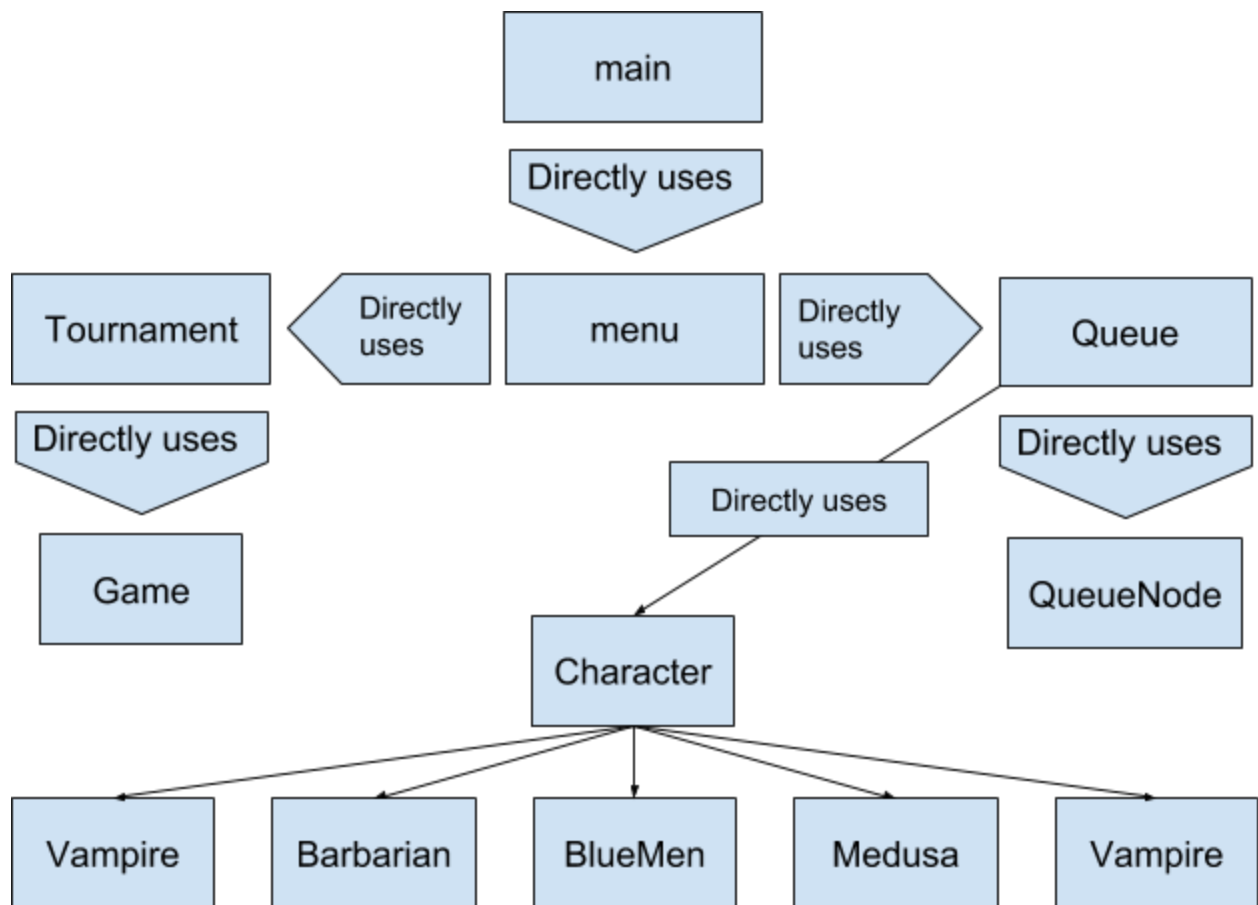 main
Directly uses
Tournament
Directly
uses
menu
Directly
uses
Queue
Directly uses
Directly uses
Directly uses
Game
QueueNode
Character
Vampire
Barbarian
BlueMen
Medusa
Vampire